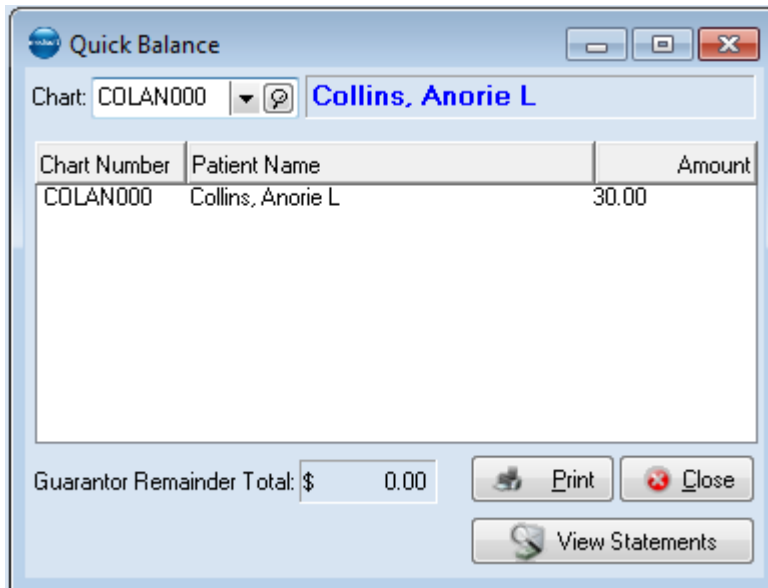 Quick Balance
Chart: COLAN000 Collins, Anorie L
Chart Number Patient Name Amount
COLAN000 Collins, Anorie L 30.00
Guarantor Remainder Total: $ 0.00 Print Close
View Statements